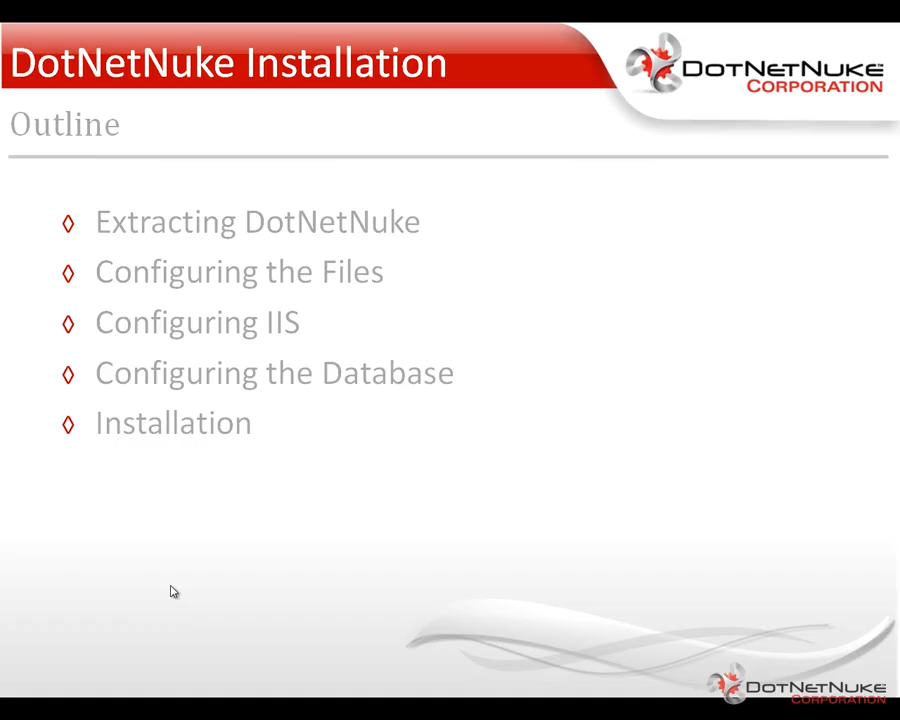 DotNetNuke Installation
DOTNETNUKE
CORPORATION
Outline
Extracting DotNetNuke
Configuring the Files
Configuring IIS
Configuring the Database
Installation
DOTNETNUKE
CORPORATION